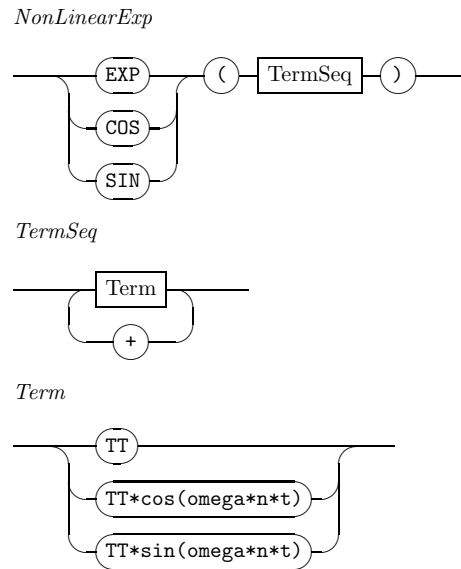 NonLinearExp
EXP ( TermSeq )
COS
SIN
TermSeq
Term
+
Term
TT
TT*cos(omega*n*t)
TT*sin(omega*n*t)